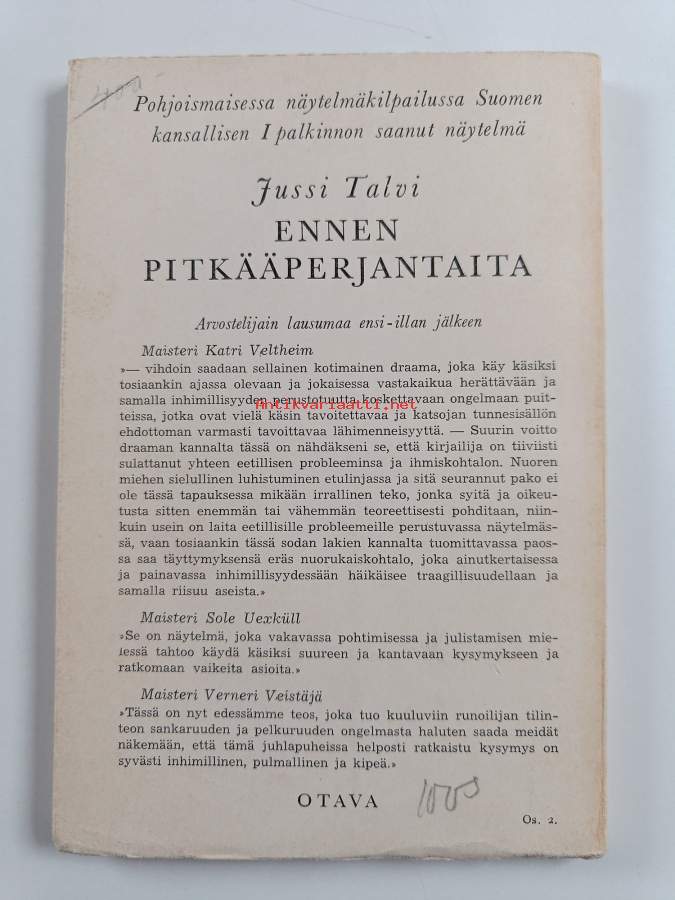 Pohjoismaisessa näytelmäkilpailussa Suomen
kansallisen I palkinnon saanut näytelmä
Jussi Talvi
ENNEN
PITKÄÄPERJANTAITA
Arvostelijain lausumaa ensi-illan jälkeen
Maisteri Katri Veltheim
»— vihdoin saadaan sellainen kotimainen draama, joka käy käsiksi
tosiaankin ajassa olevaan ja jokaisessa vastakaikua herättävään ja
samalla inhimillisyyden perustotuutta koskettavaan ongelmaan puit-
Antikvariaatti.net
teissa, jotka ovat vielä käsin tavoitettavaa ja katsojan tunnesisällön
ehdottoman varmasti tavoittavaa lähimenneisyyttä. — Suurin voitto
draaman kannalta tässä on nähdäkseni se, että kirjailija on tiiviisti
sulattanut yhteen eetillisen probleeminsa ja ihmiskohtalon. Nuoren
miehen sielullinen luhistuminen etulinjassa ja sitä seurannut pako ei
ole tässä tapauksessa mikään irrallinen teko, jonka syitä ja oikeu-
tusta sitten enemmän tai vähemmän teoreettisesti pohditaan, niin-
kuin usein on laita eetillisille probleemeille perustuvassa näytelmäs-
sä, vaan tosiaankin tässä sodan lakien kannalta tuomittavassa paos-
sa saa täyttymyksensä eräs nuorukaiskohtalo, joka ainutkertaisessa
ja painavassa inhimillisyydessään häikäisee traagillisuudellaan ja
samalla riisuu aseista.»
Maisteri Sole Uexküll
»Se on näytelmä, joka vakavassa pohtimisessa ja julistamisen mie-
lessä tahtoo käydä käsiksi suureen ja kantavaan kysymykseen ja
ratkomaan vaikeita asioita.»
Maisteri Verneri Veistäjä
»Tässä on nyt edessämme teos, joka tuo kuuluviin runoilijan tilin-
teon sankaruuden ja pelkuruuden ongelmasta haluten saada meidät
näkemään, että tämä juhlapuheissa helposti ratkaistu kysymys on
syvästi inhimillinen, pulmallinen ja kipeä.»
OTAVA
Os. 2.